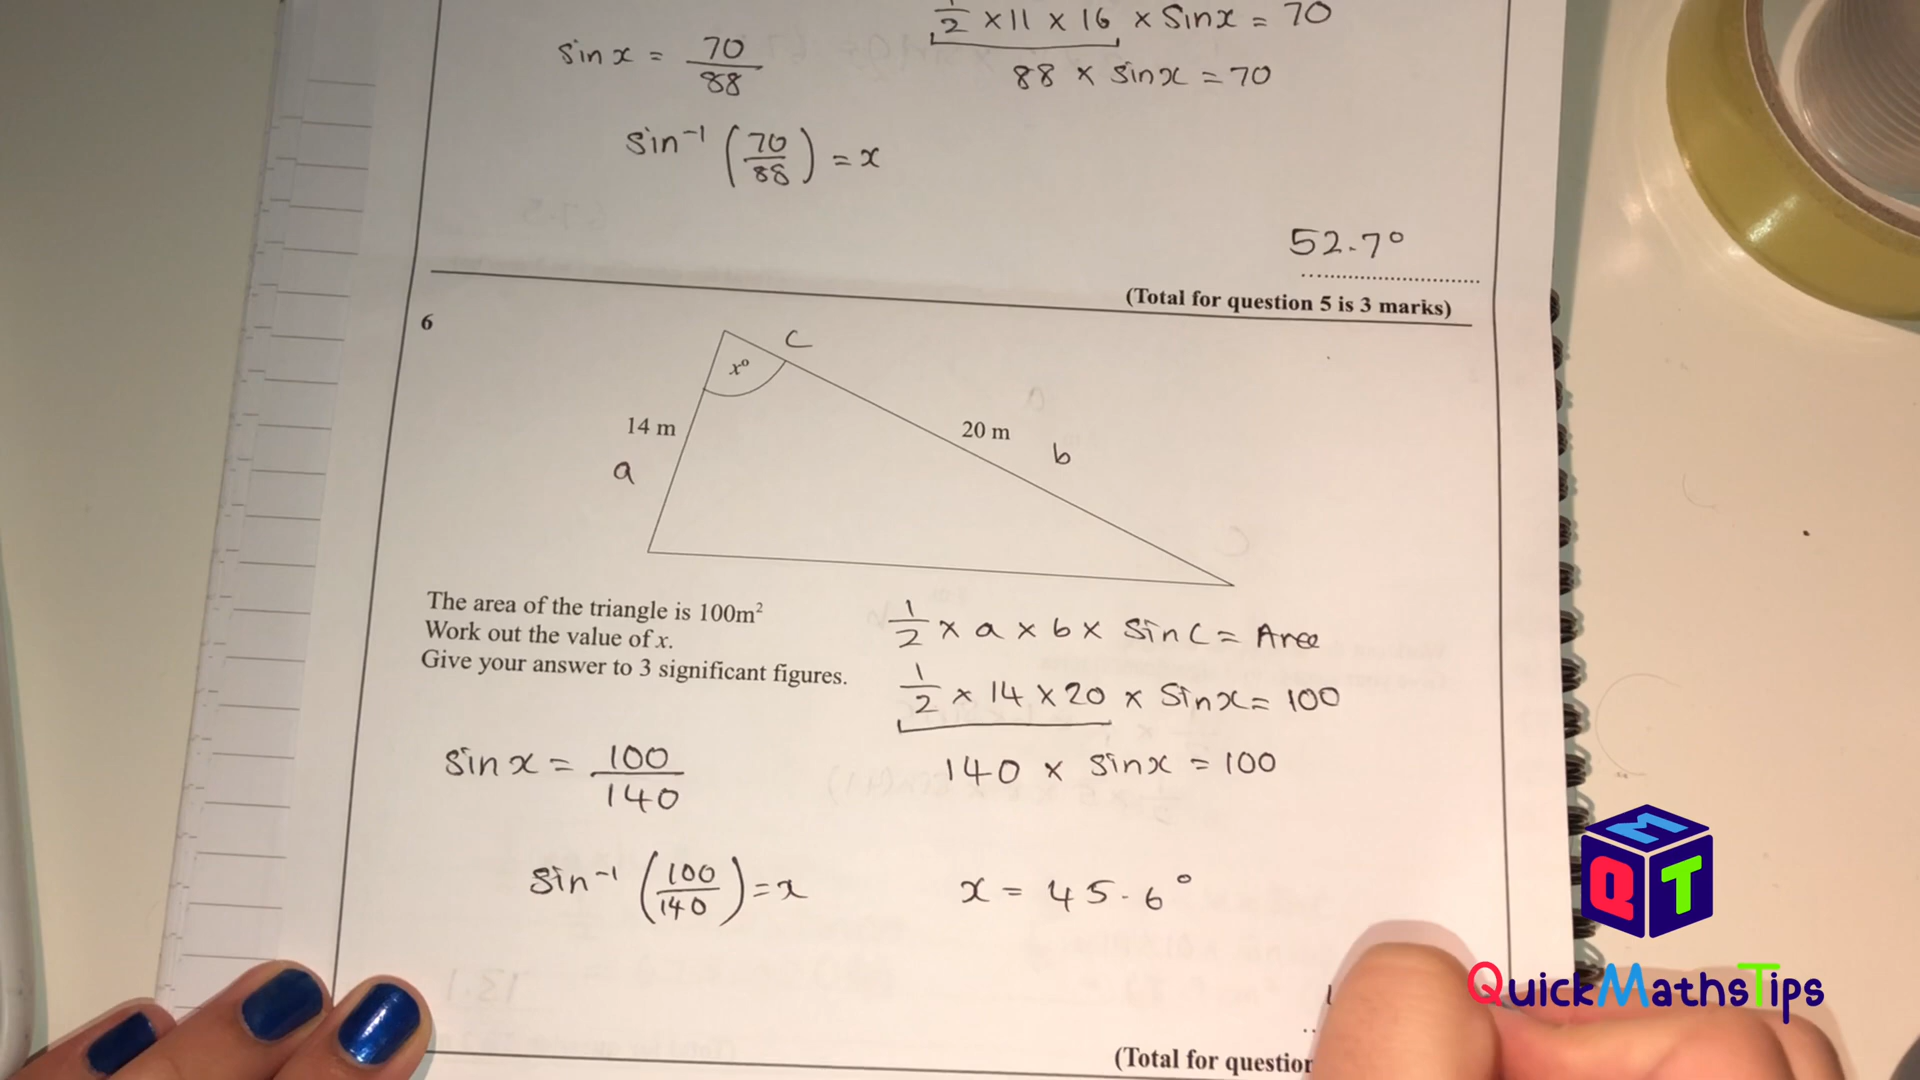 ½ × 11 × 16 × sin x = 70
sin x = 70/88
88 × sin x = 70
sin⁻¹ (70/88) = x
52.7°
(Total for question 5 is 3 marks)
6
C
x°
14 m
20 m
a
b
The area of the triangle is 100m²
Work out the value of x.
Give your answer to 3 significant figures.
½ × a × b × sin C = Area
½ × 14 × 20 × sin x = 100
sin x = 100/140
140 × sin x = 100
sin⁻¹ (100/140) = x
x = 45.6°
(Total for question
QMT
QuickMathsTips